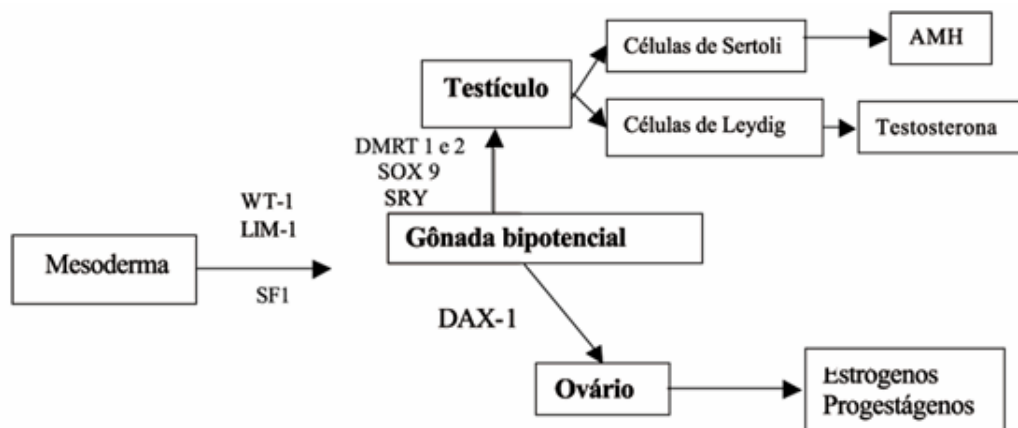 Células de Sertoli
AMH
Testículo
Células de Leydig
Testosterona
DMRT 1 e 2
SOX 9
SRY
WT-1
LIM-1
Gônada bipotencial
Mesoderma
SF1
DAX-1
Ovário
Estrógenos
Progestágenos